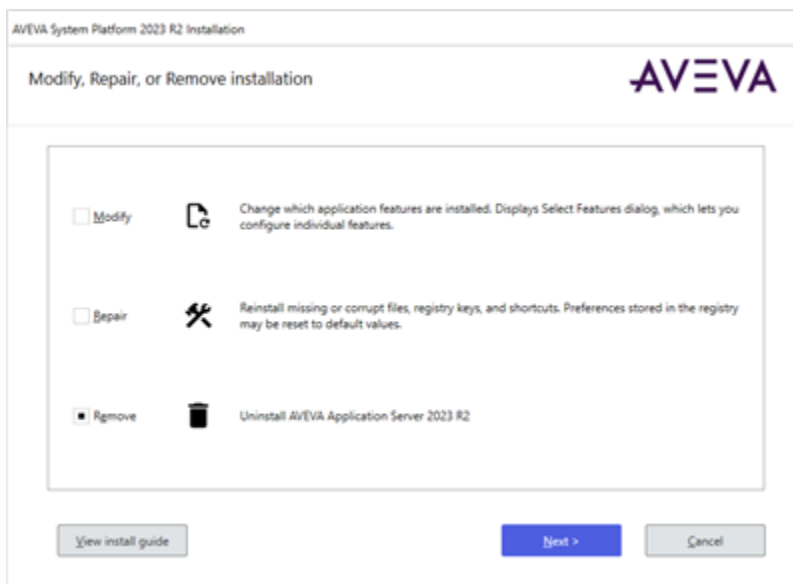 AVEVA System Platform 2023 R2 Installation
Modify, Repair, or Remove installation
AVEVA
Modify
Change which application features are installed. Displays Select Features dialog, which lets you
configure individual features.
Repair
Reinstall missing or corrupt files, registry keys, and shortcuts. Preferences stored in the registry
may be reset to default values.
Remove
Uninstall AVEVA Application Server 2023 R2
View install guide
Next >
Cancel